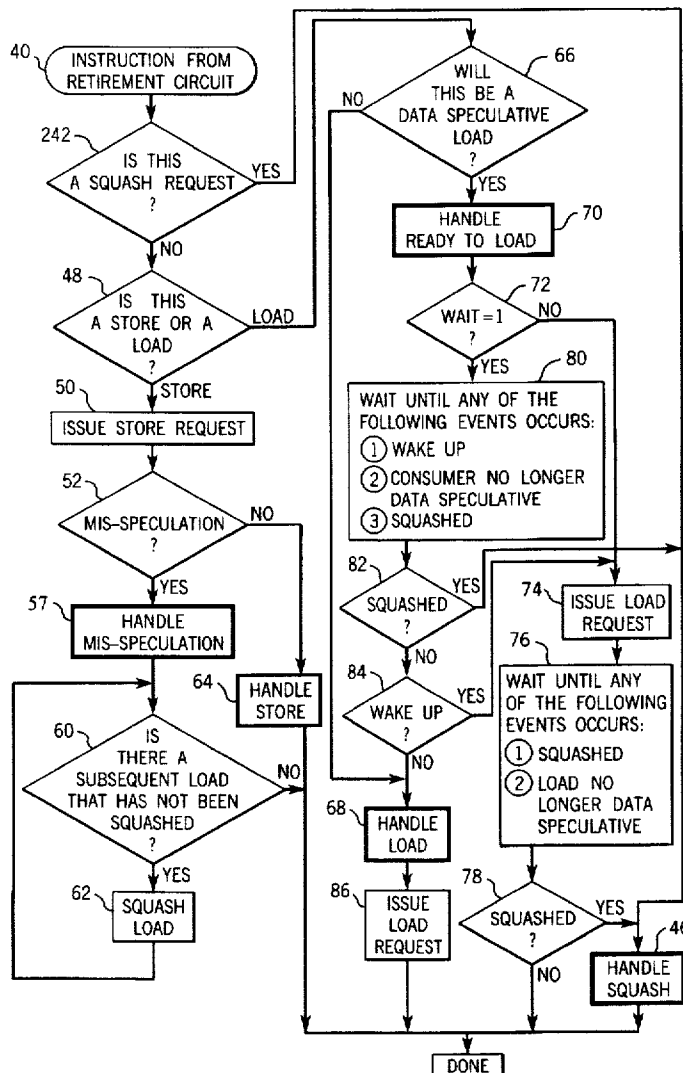 40
INSTRUCTION FROM
RETIREMENT CIRCUIT
242
IS THIS
A SQUASH REQUEST
?
YES
NO
48
IS THIS
A STORE OR A
LOAD
?
LOAD
STORE
50
ISSUE STORE REQUEST
52
MIS-SPECULATION
?
NO
YES
57
HANDLE
MIS-SPECULATION
64
HANDLE
STORE
60
IS
THERE A
SUBSEQUENT LOAD
THAT HAS NOT BEEN
SQUASHED
?
NO
YES
62
SQUASH
LOAD
66
WILL
THIS BE A
DATA SPECULATIVE
LOAD
?
NO
YES
HANDLE
READY TO LOAD
70
72
WAIT=1
?
NO
YES
80
WAIT UNTIL ANY OF THE
FOLLOWING EVENTS OCCURS:
1 WAKE UP
2 CONSUMER NO LONGER
DATA SPECULATIVE
3 SQUASHED
82
SQUASHED
?
YES
NO
84
WAKE UP
?
YES
NO
68
HANDLE
LOAD
86
ISSUE
LOAD
REQUEST
74
ISSUE LOAD
REQUEST
76
WAIT UNTIL ANY
OF THE FOLLOWING
EVENTS OCCURS:
1 SQUASHED
2 LOAD NO
LONGER DATA
SPECULATIVE
78
SQUASHED
?
YES
NO
46
HANDLE
SQUASH
DONE